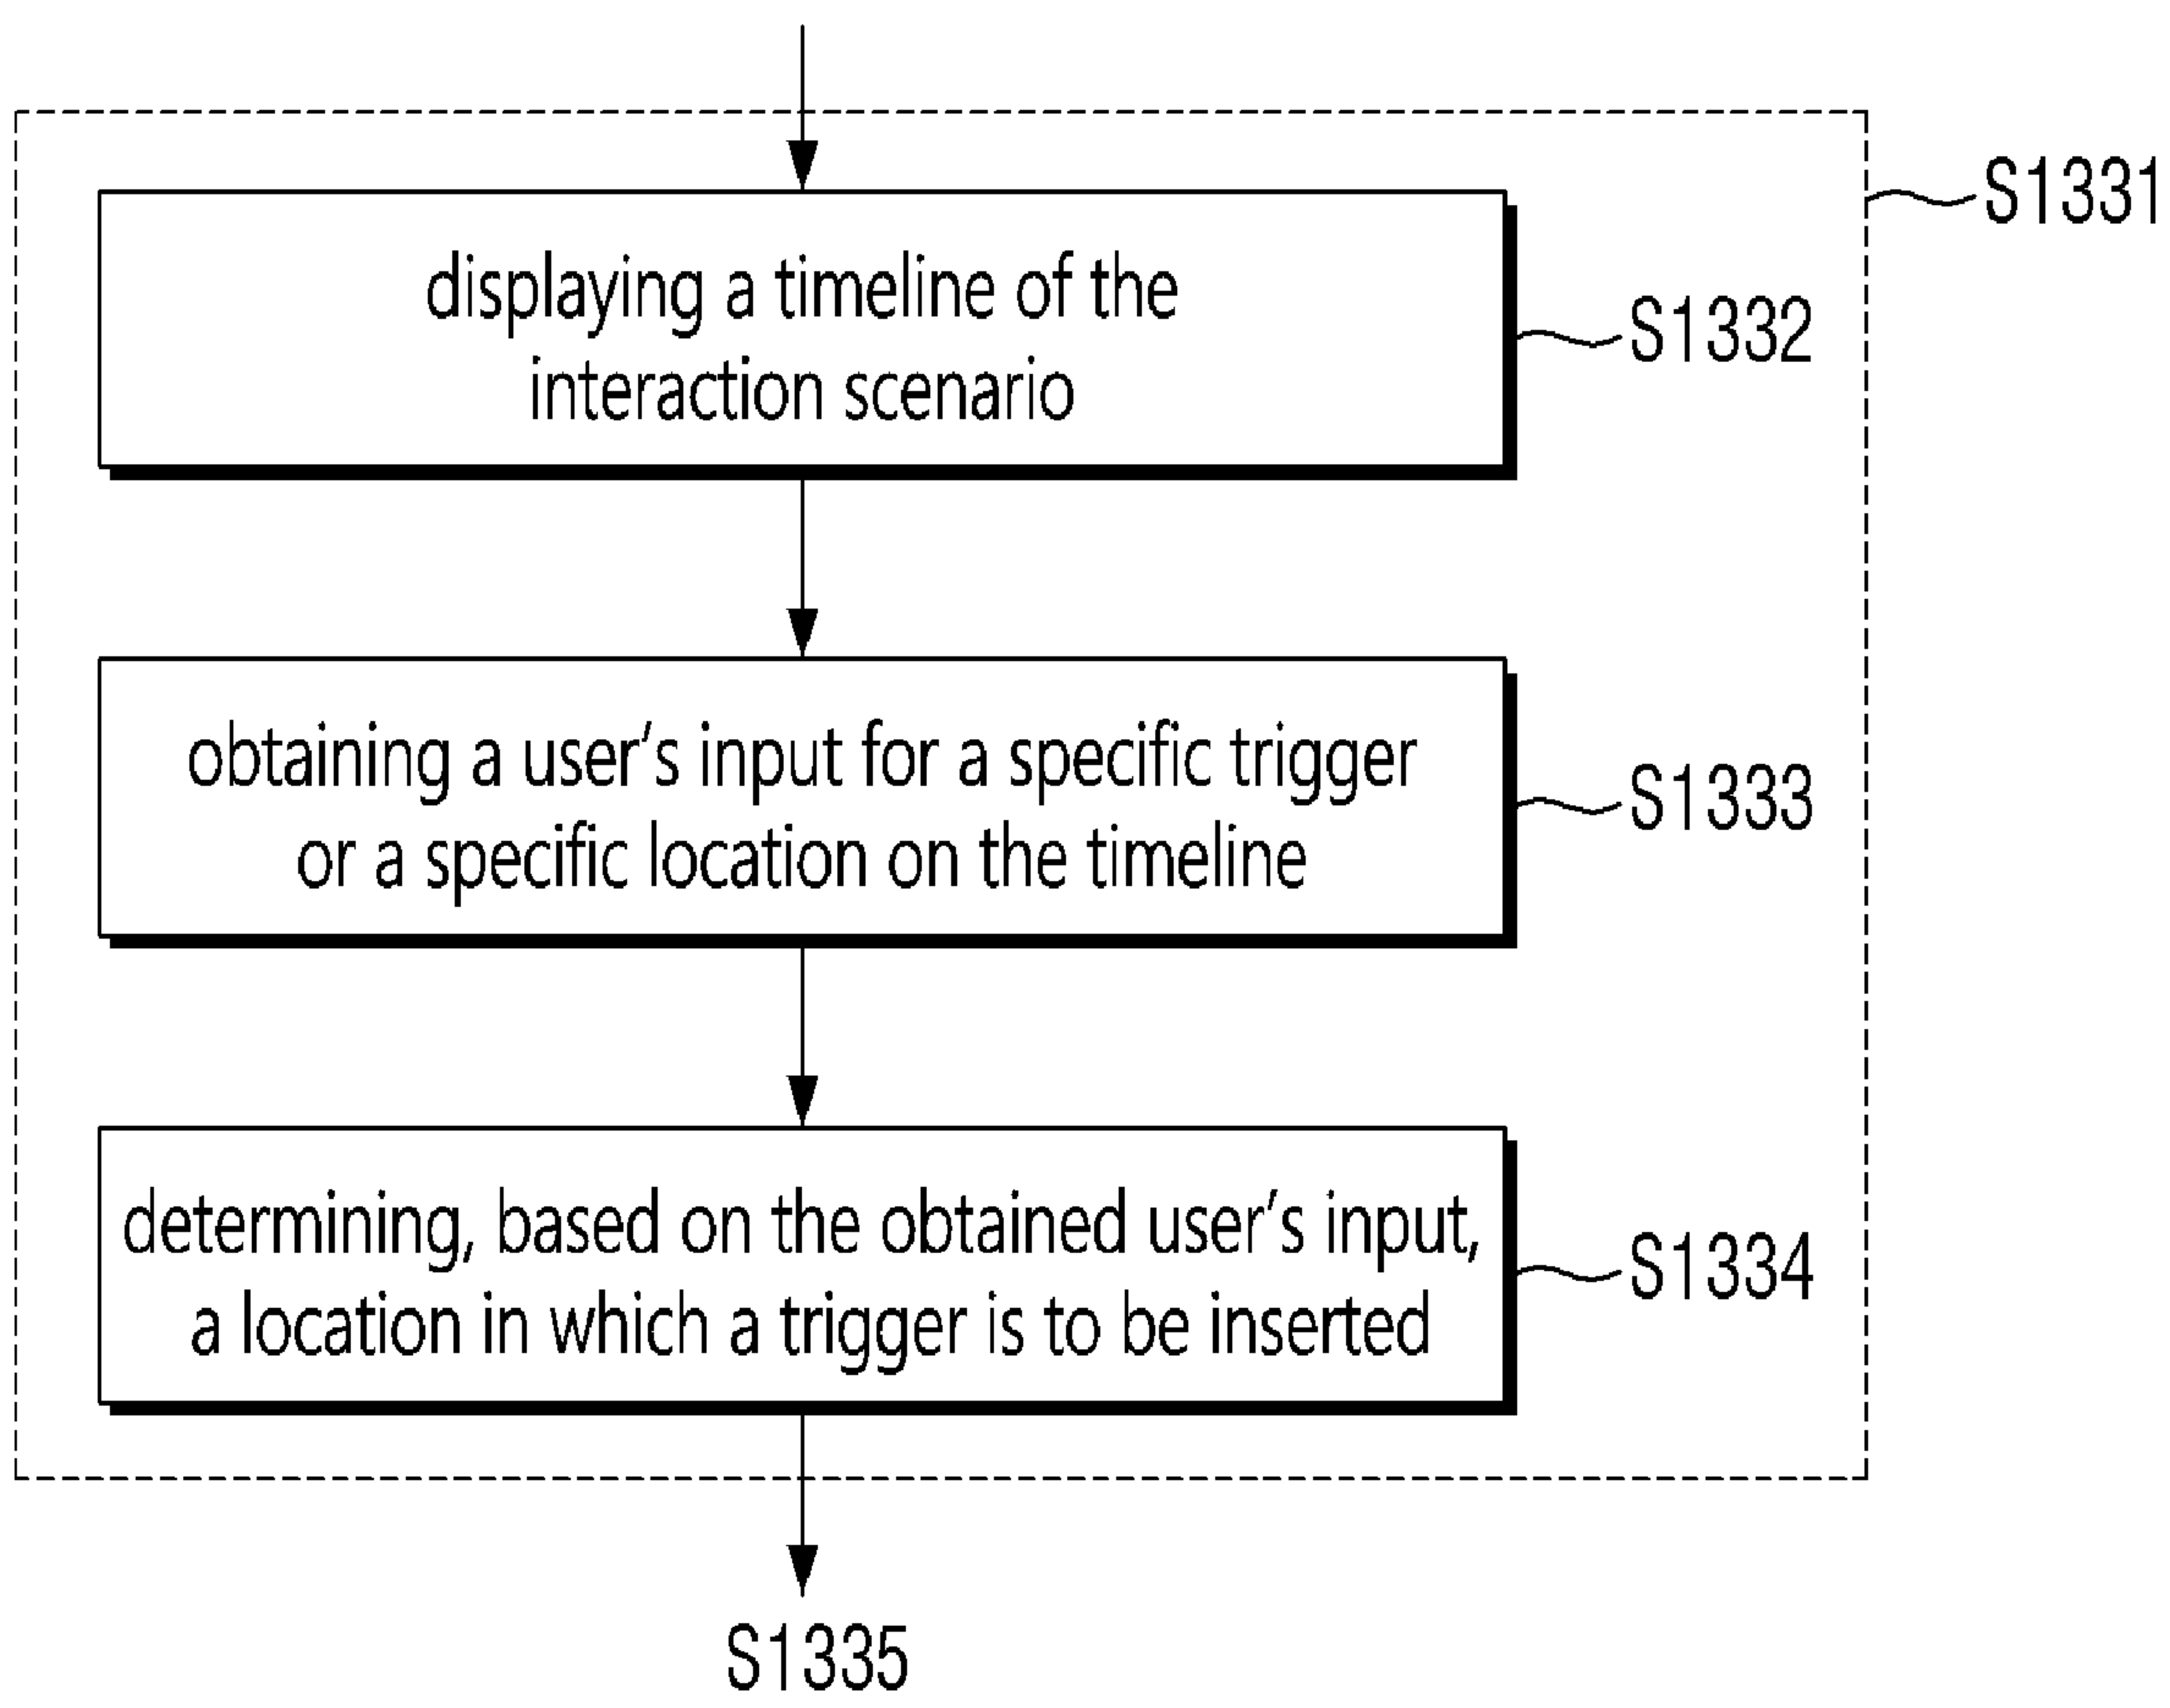 S1331
displaying a timeline of the
interaction scenario
S1332
obtaining a user's input for a specific trigger
or a specific location on the timeline
S1333
determining, based on the obtained user's input,
a location in which a trigger is to be inserted
S1334
S1335